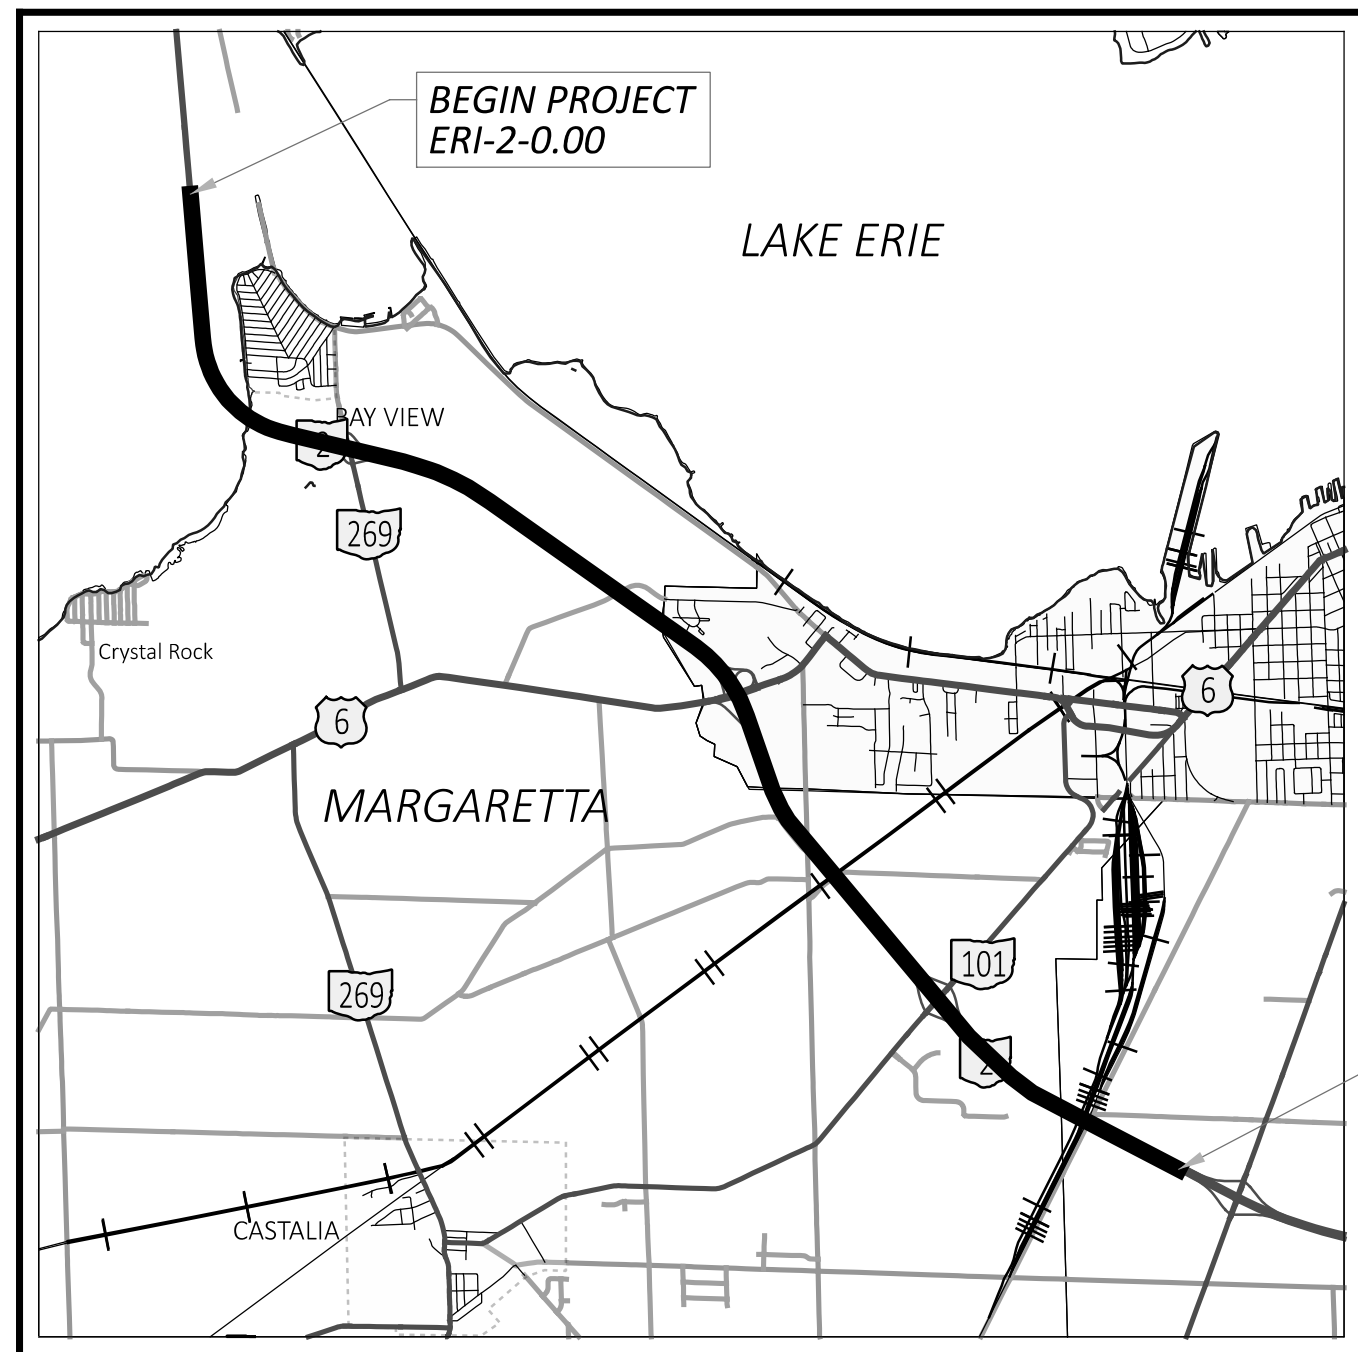 BEGIN PROJECT
ERI-2-0.00
LAKE ERIE
BAY VIEW
2
269
Crystal Rock
6
6
MARGARETTA
101
269
2
CASTALIA